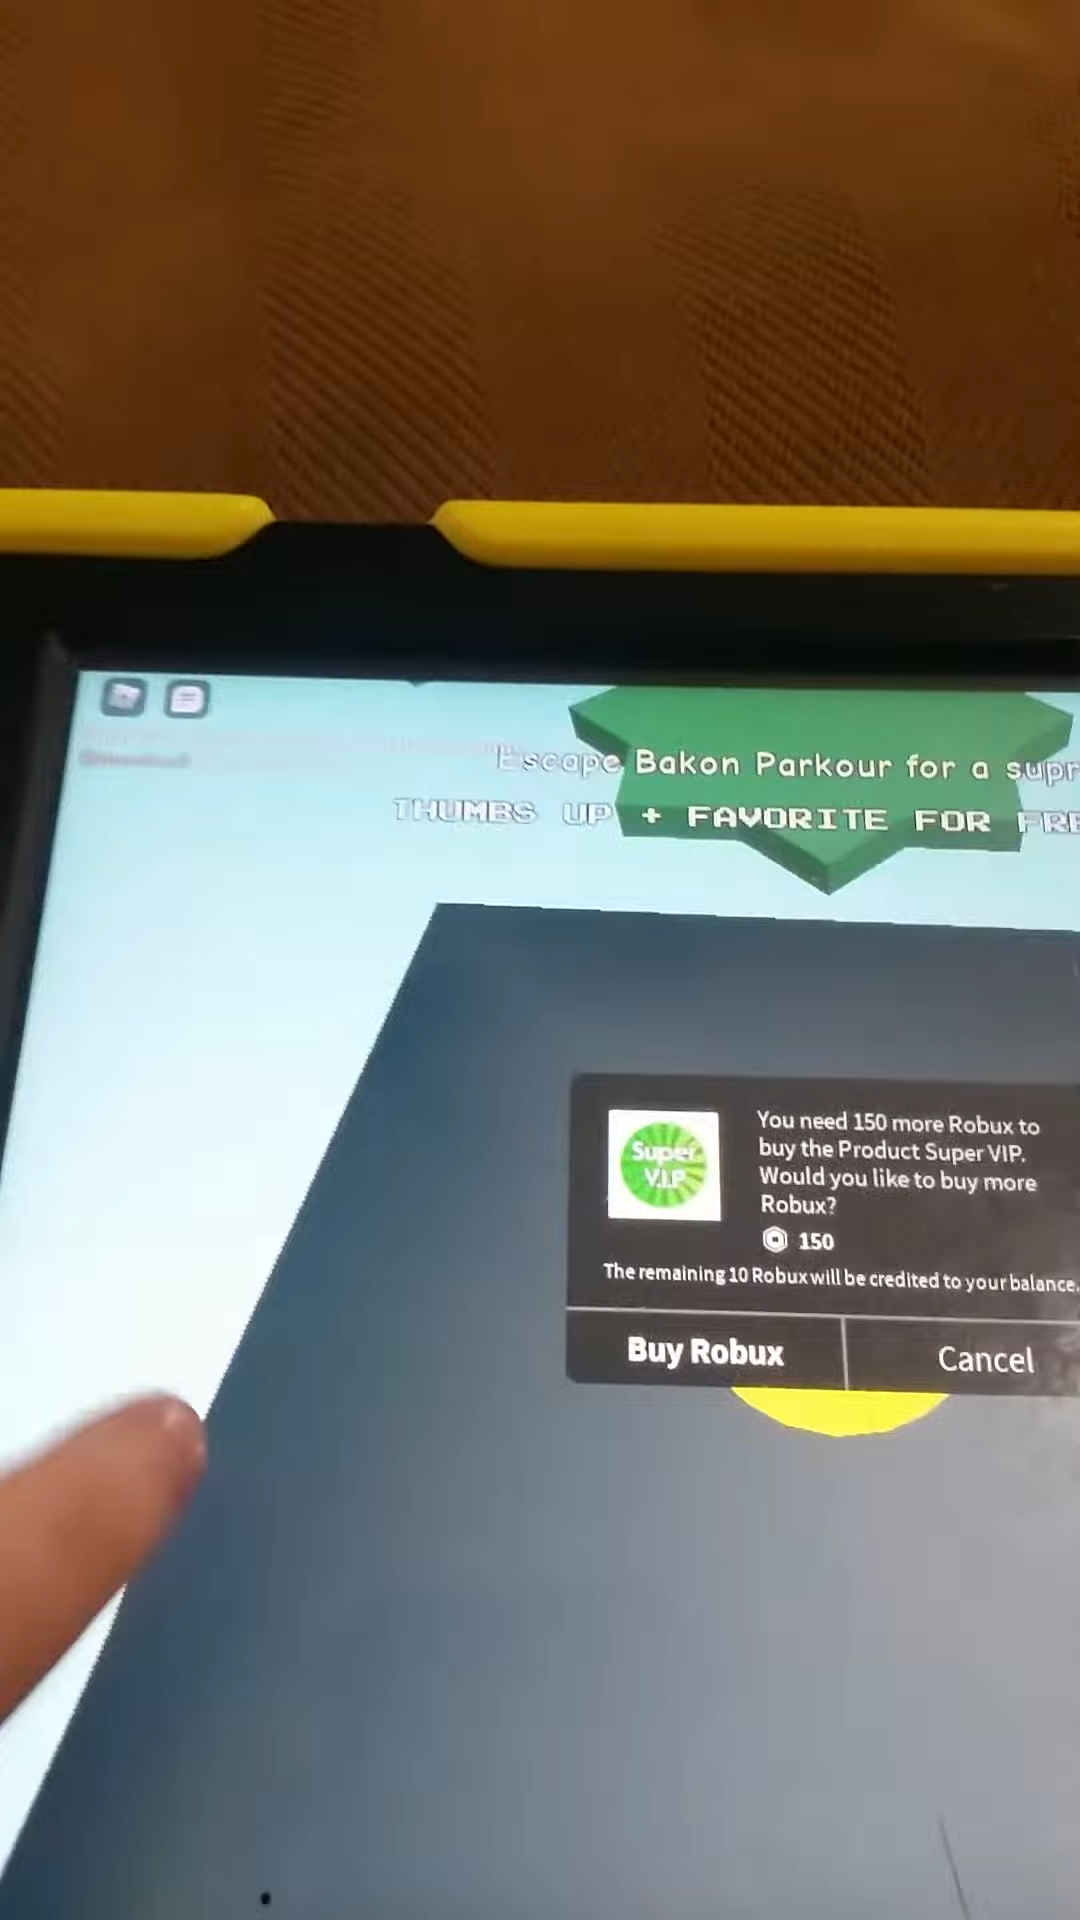 Escape Bakon Parkour for a supr
THUMBS UP + FAVORITE FOR FRE
Super
V.I.P
You need 150 more Robux to
buy the Product Super VIP.
Would you like to buy more
Robux?
150
The remaining 10 Robux will be credited to your balance.
Buy Robux
Cancel